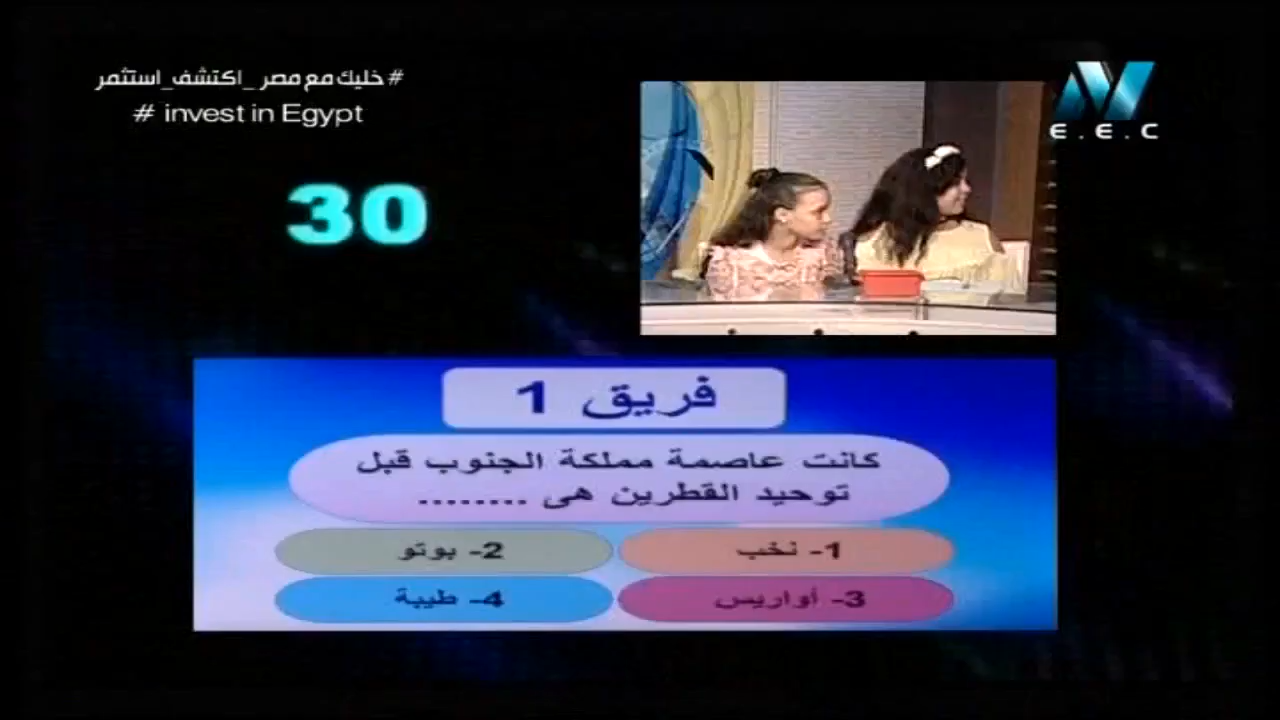 #خليك مع مصر_اكتشف_استثمر
# invest in Egypt
E.E.C
30
فريق 1
كانت عاصمة مملكة الجنوب قبل
توحيد القطرين هى ........
1- نخب
2- بوتو
3- أواريس
4- طيبة